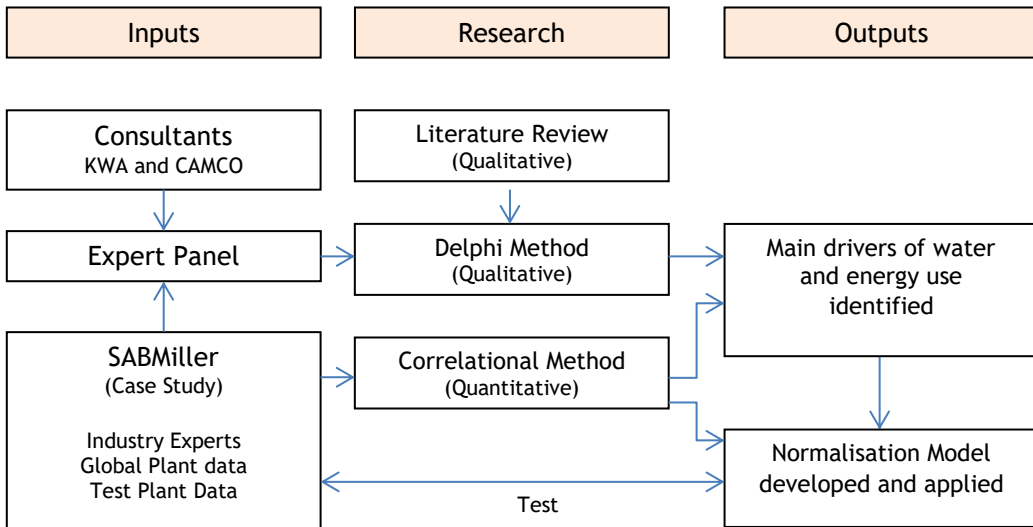 Inputs
Research
Outputs
Consultants
KWA and CAMCO
Literature Review
(Qualitative)
Expert Panel
Delphi Method
(Qualitative)
Main drivers of water
and energy use
identified
SABMiller
(Case Study)
Industry Experts
Global Plant data
Test Plant Data
Correlational Method
(Quantitative)
Normalisation Model
developed and applied
Test